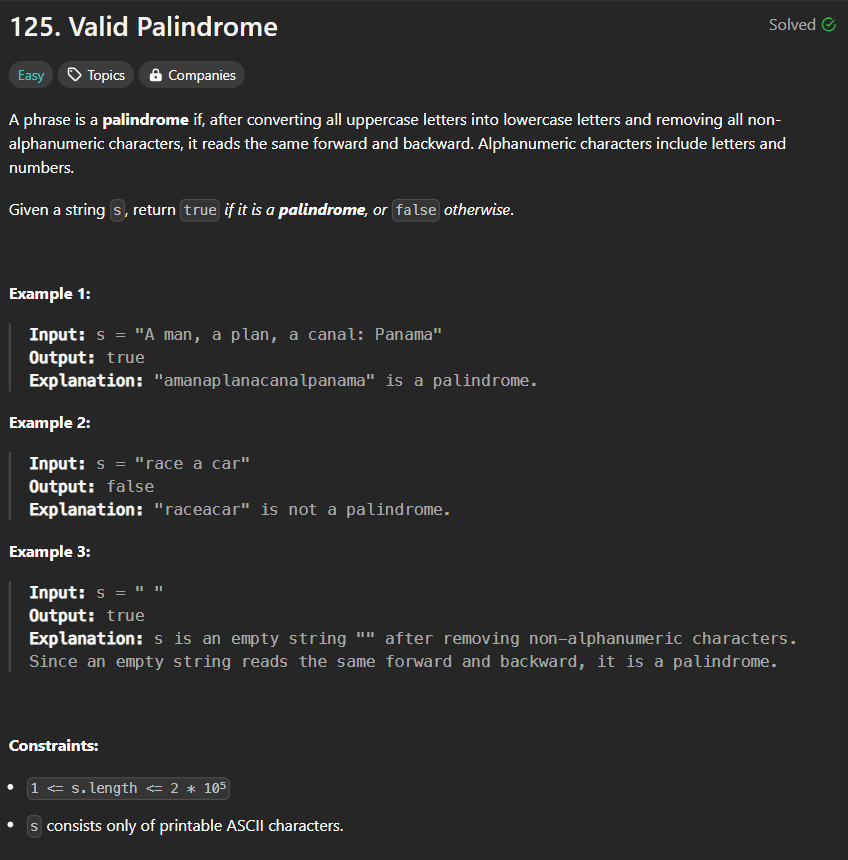 125. Valid Palindrome
Solved
Easy
Topics
Companies
A phrase is a palindrome if, after converting all uppercase letters into lowercase letters and removing all non-
alphanumeric characters, it reads the same forward and backward. Alphanumeric characters include letters and
numbers.
Given a string s, return true if it is a palindrome, or false otherwise.
Example 1:
Input: s = "A man, a plan, a canal: Panama"
Output: true
Explanation: "amanaplanacanalpanama" is a palindrome.
Example 2:
Input: s = "race a car"
Output: false
Explanation: "raceacar" is not a palindrome.
Example 3:
Input: s = " "
Output: true
Explanation: s is an empty string "" after removing non-alphanumeric characters.
Since an empty string reads the same forward and backward, it is a palindrome.
Constraints:
• 1 <= s.length <= 2 * 10⁵
• s consists only of printable ASCII characters.